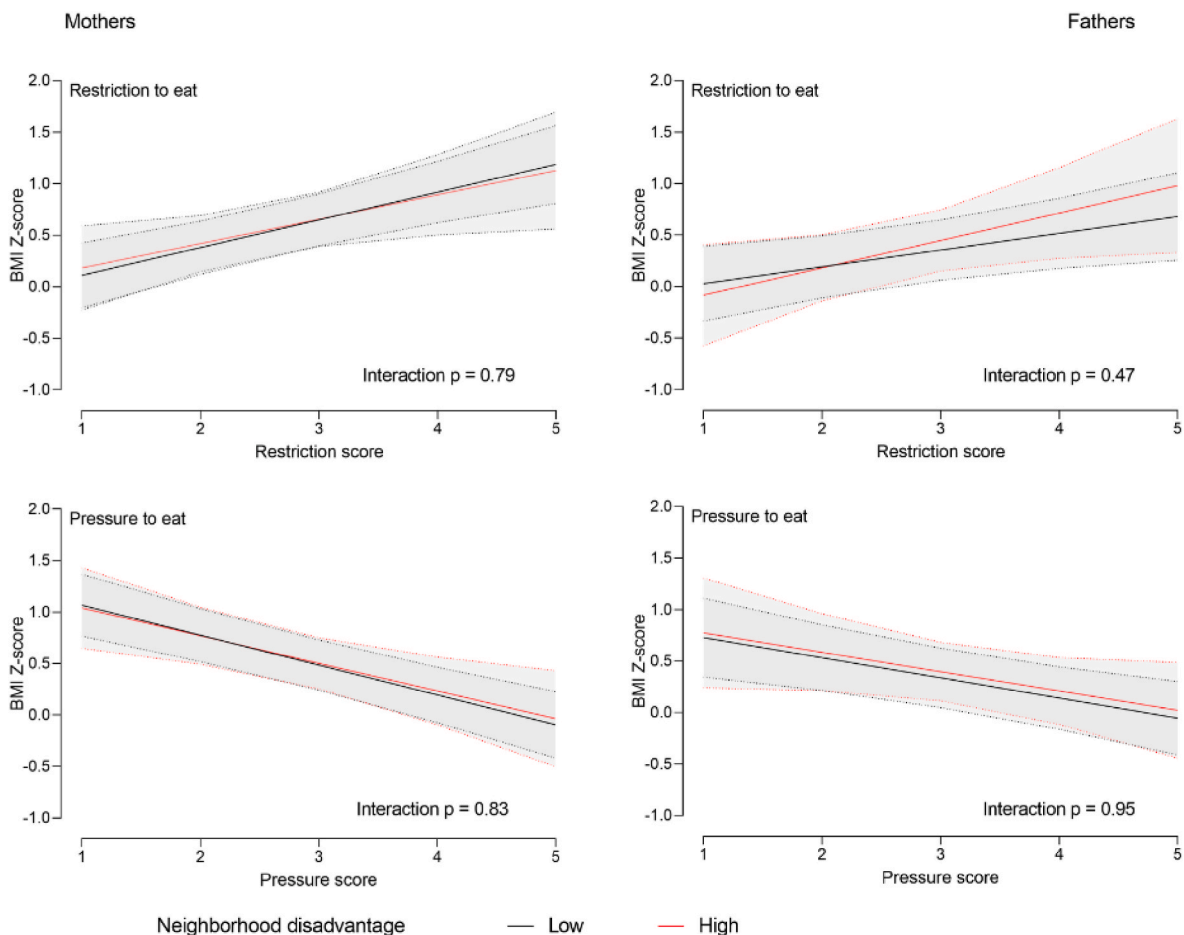 Mothers
Fathers
2.0
1.5
1.0
0.5
0.0
-0.5
-1.0
BMI Z-score
Restriction to eat
Interaction p = 0.79
1 2 3 4 5
Restriction score
2.0
1.5
1.0
0.5
0.0
-0.5
-1.0
BMI Z-score
Restriction to eat
Interaction p = 0.47
1 2 3 4 5
Restriction score
2.0
1.5
1.0
0.5
0.0
-0.5
-1.0
BMI Z-score
Pressure to eat
Interaction p = 0.83
1 2 3 4 5
Pressure score
2.0
1.5
1.0
0.5
0.0
-0.5
-1.0
BMI Z-score
Pressure to eat
Interaction p = 0.95
1 2 3 4 5
Pressure score
Neighborhood disadvantage Low High